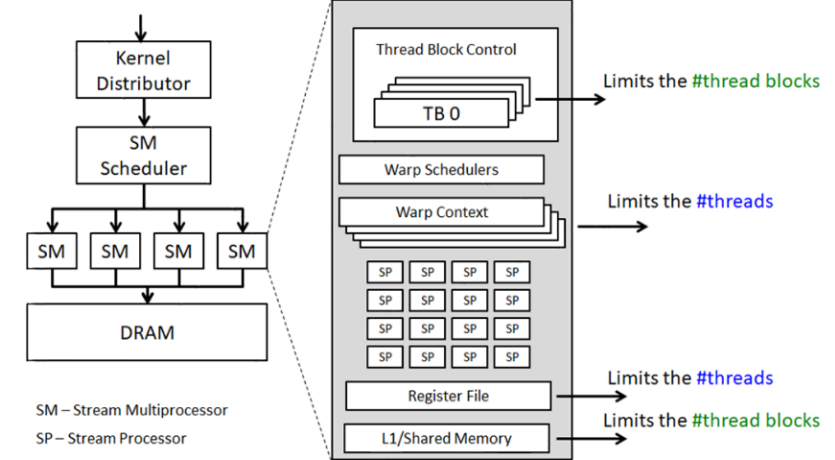 Kernel
Distributor
SM
Scheduler
SM SM SM SM
DRAM
SM – Stream Multiprocessor
SP – Stream Processor
Thread Block Control
TB 0
Limits the #thread blocks
Warp Schedulers
Warp Context
Limits the #threads
SP SP SP SP
SP SP SP SP
SP SP SP SP
SP SP SP SP
Register File
Limits the #threads
L1/Shared Memory
Limits the #thread blocks